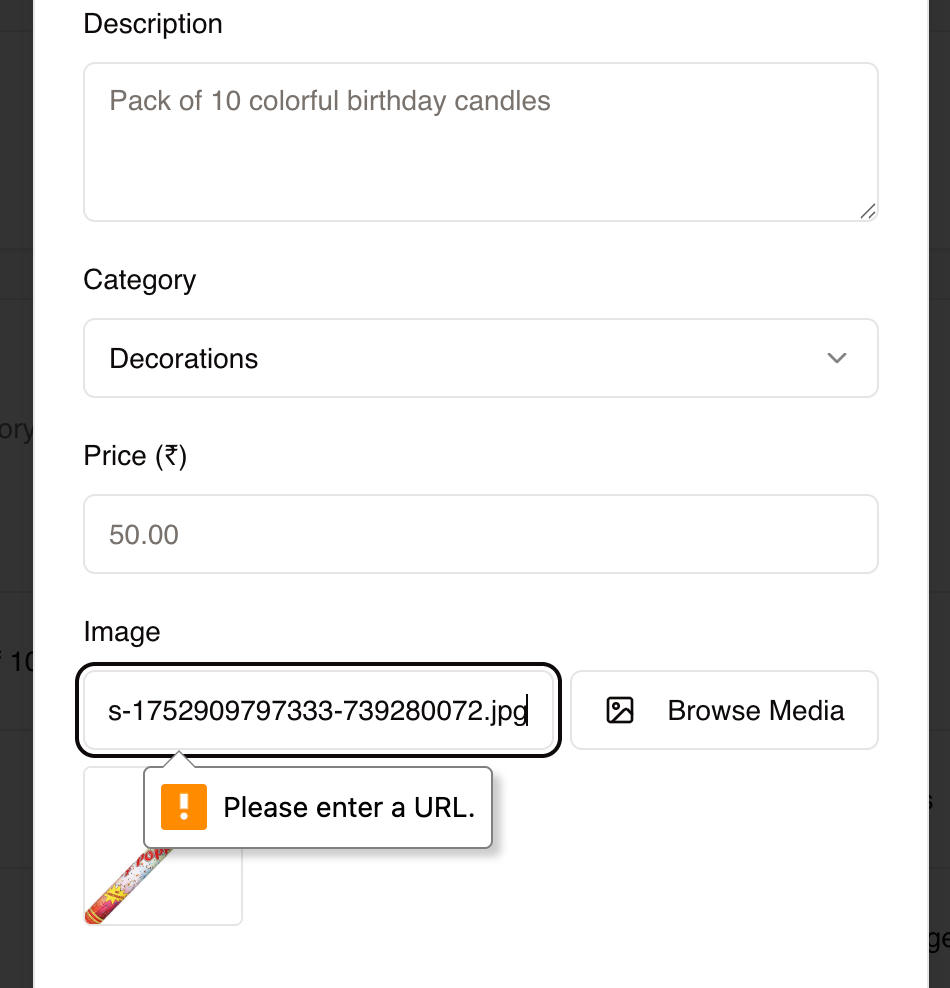 Description
Pack of 10 colorful birthday candles
Category
Decorations
ory
Price (₹)
50.00
Image
10
s-1752909797333-739280072.jpg
Browse Media
Please enter a URL.
POPP
s
ge